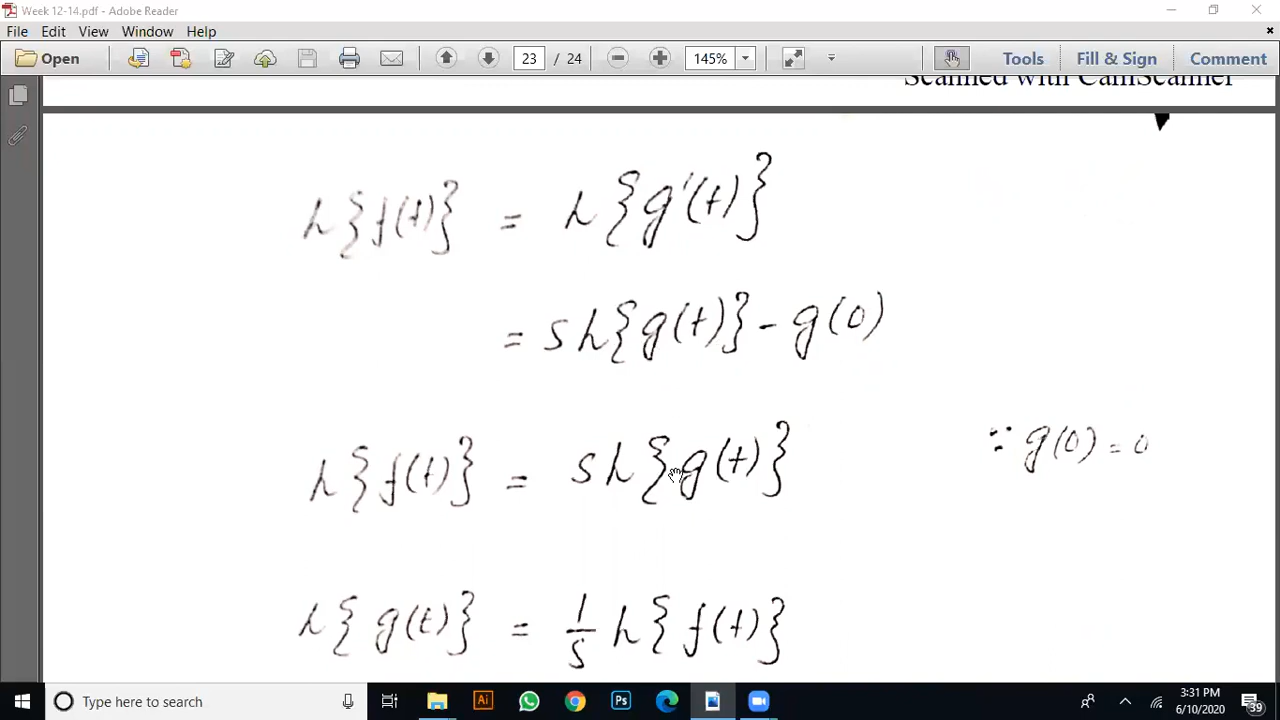 Week 12-14.pdf - Adobe Reader
File Edit View Window Help
Open 23 / 24 145% Tools Fill & Sign Comment
Scanned with CamScanner
L{f(t)} = L{g'(t)}
= sL{g(t)} - g(0)
L{f(t)} = sL{g(t)} ∵ g(0) = 0
L{g(t)} = 1/s L{f(t)}
Type here to search
3:31 PM
6/10/2020
39